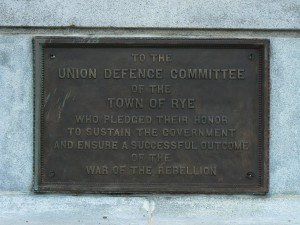 TO THE
UNION DEFENCE COMMITTEE
OF THE
TOWN OF RYE
WHO PLEDGED THEIR HONOR
TO SUSTAIN THE GOVERNMENT
AND ENSURE A SUCCESSFUL OUTCOME
OF THE
WAR OF THE REBELLION